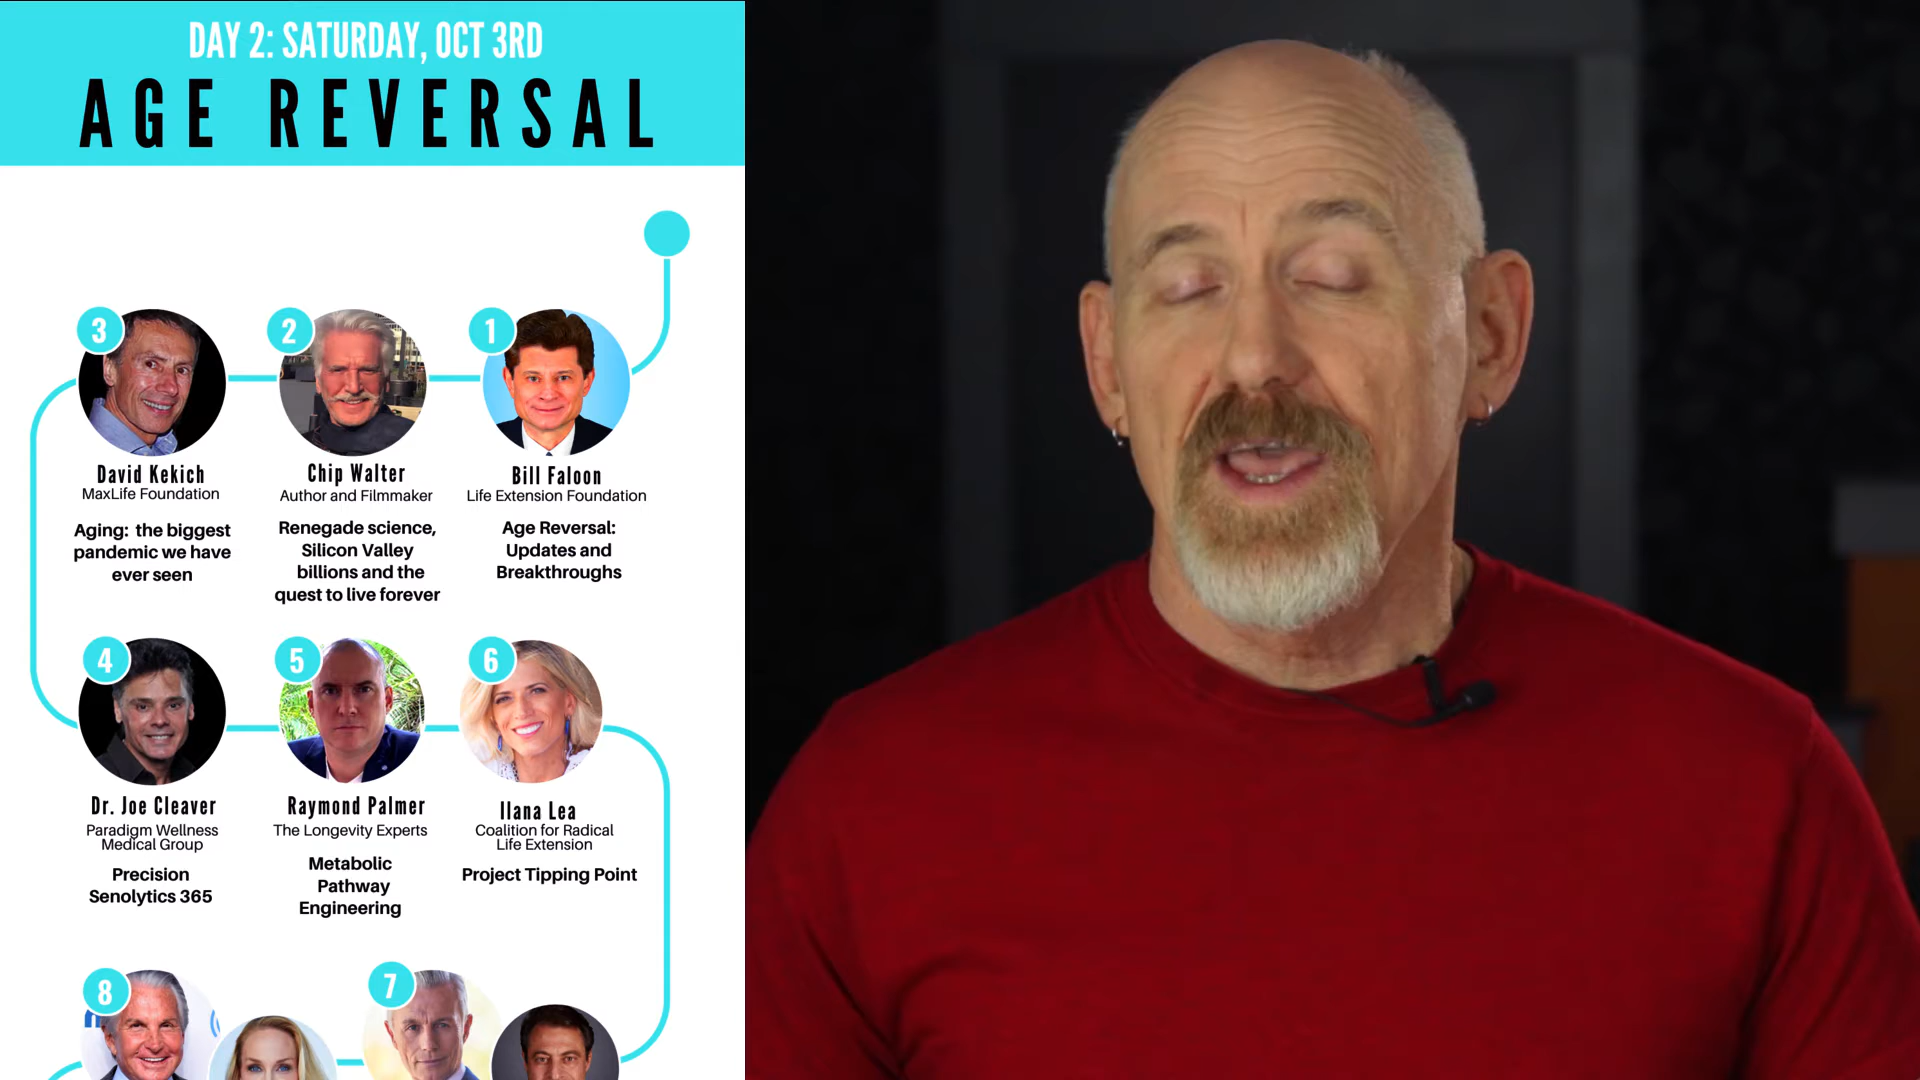 DAY 2: SATURDAY, OCT 3RD
AGE REVERSAL
3
2
1
David Kekich
MaxLife Foundation
Aging: the biggest
pandemic we have
ever seen
Chip Walter
Author and Filmmaker
Renegade science,
Silicon Valley
billions and the
quest to live forever
Bill Faloon
Life Extension Foundation
Age Reversal:
Updates and
Breakthroughs
4
5
6
Dr. Joe Cleaver
Paradigm Wellness
Medical Group
Precision
Senolytics 365
Raymond Palmer
The Longevity Experts
Metabolic
Pathway
Engineering
Ilana Lea
Coalition for Radical
Life Extension
Project Tipping Point
8
7